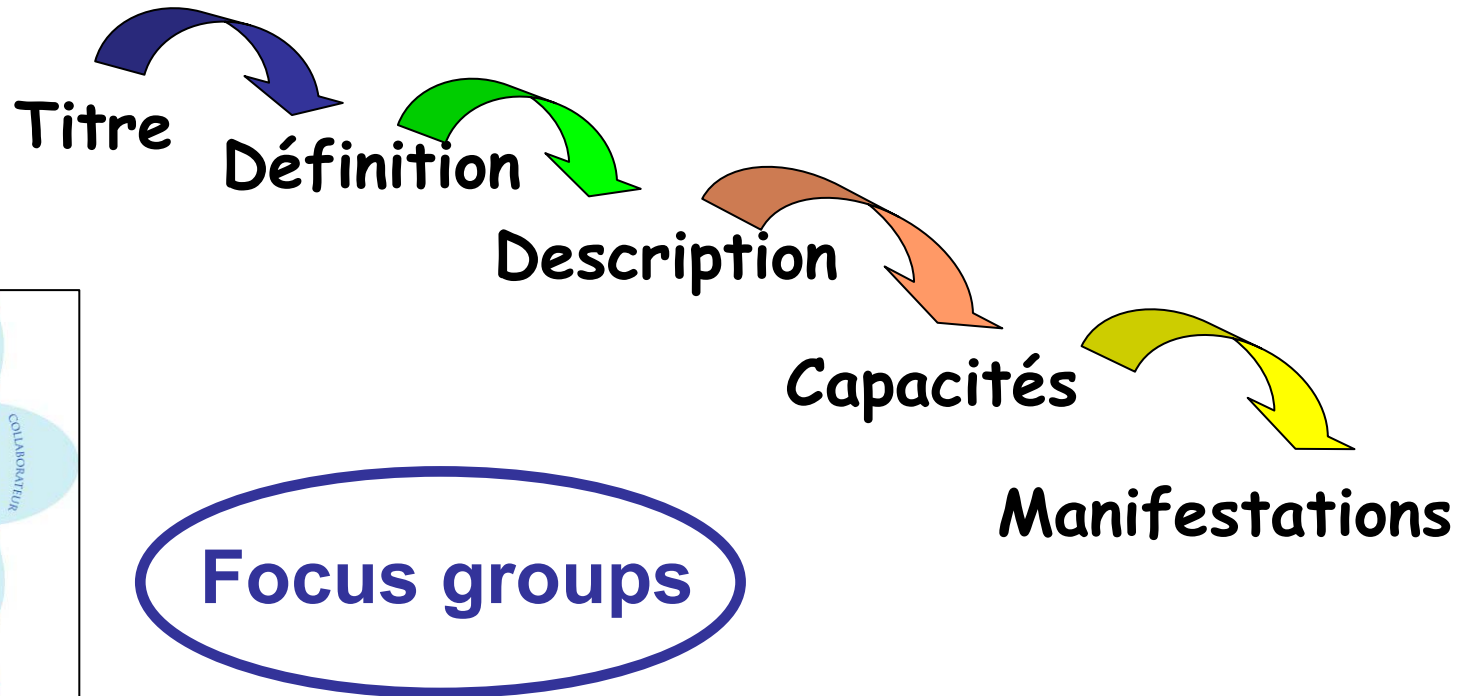 Titre
Définition
Description
Capacités
Manifestations
COLLABORATEUR
Focus groups